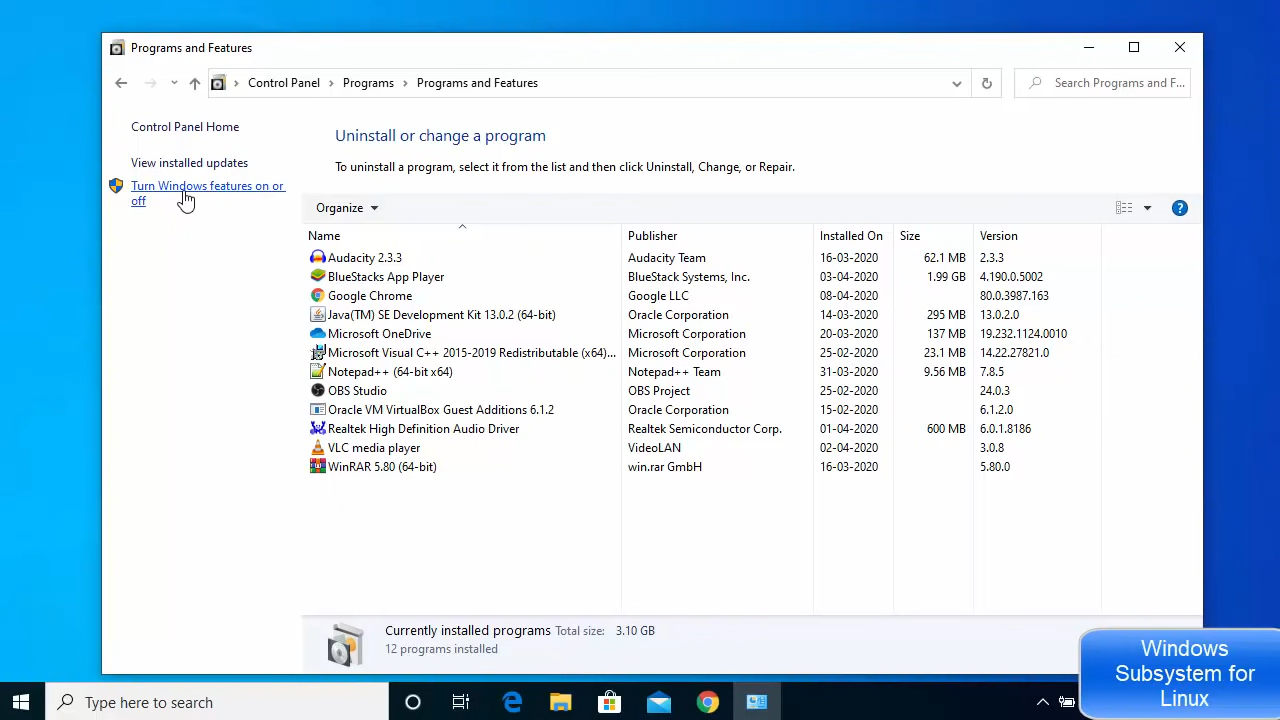 Programs and Features
Control Panel > Programs > Programs and Features
Search Programs and F...
Control Panel Home
View installed updates
Turn Windows features on or
off
Uninstall or change a program
To uninstall a program, select it from the list and then click Uninstall, Change, or Repair.
Organize
Name Publisher Installed On Size Version
Audacity 2.3.3 Audacity Team 16-03-2020 62.1 MB 2.3.3
BlueStacks App Player BlueStack Systems, Inc. 03-04-2020 1.99 GB 4.190.0.5002
Google Chrome Google LLC 08-04-2020 80.0.3987.163
Java(TM) SE Development Kit 13.0.2 (64-bit) Oracle Corporation 14-03-2020 295 MB 13.0.2.0
Microsoft OneDrive Microsoft Corporation 20-03-2020 137 MB 19.232.1124.0010
Microsoft Visual C++ 2015-2019 Redistributable (x64)... Microsoft Corporation 25-02-2020 23.1 MB 14.22.27821.0
Notepad++ (64-bit x64) Notepad++ Team 31-03-2020 9.56 MB 7.8.5
OBS Studio OBS Project 25-02-2020 24.0.3
Oracle VM VirtualBox Guest Additions 6.1.2 Oracle Corporation 15-02-2020 6.1.2.0
Realtek High Definition Audio Driver Realtek Semiconductor Corp. 01-04-2020 600 MB 6.0.1.8186
VLC media player VideoLAN 02-04-2020 3.0.8
WinRAR 5.80 (64-bit) win.rar GmbH 16-03-2020 5.80.0
Currently installed programs Total size: 3.10 GB
12 programs installed
Windows
Subsystem for
Linux
Type here to search